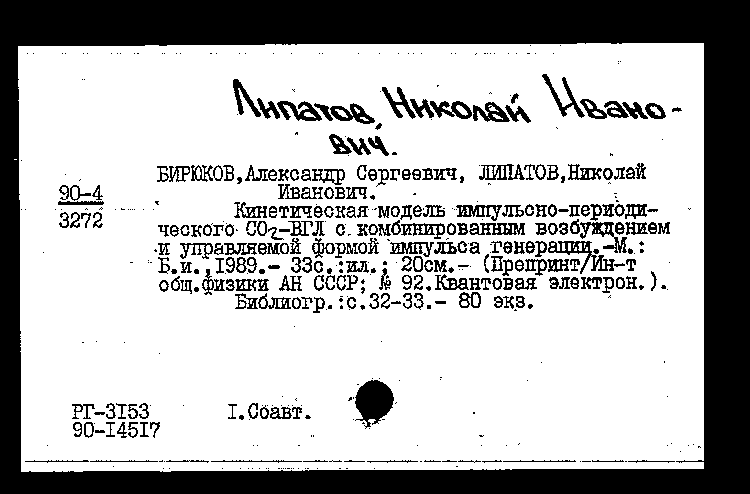 Липатов, Николай Ивано-
вич.
БИРЮКОВ,Александр Сергеевич, ЛИПАТОВ,Николай
Иванович.
90-4
3272
Кинетическая модель импульсно-периоди-
ческого СО2-ВГЛ с комбинированным возбуждением
и управляемой формой импульса генерации.-М.:
Б.и.,1989.- 33с.:ил.; 20см.- (Препринт/Ин-т
общ.физики АН СССР; № 92.Квантовая электрон.).
Библиогр.:с.32-33.- 80 экз.
РГ-3153
90-14517
I.Соавт.